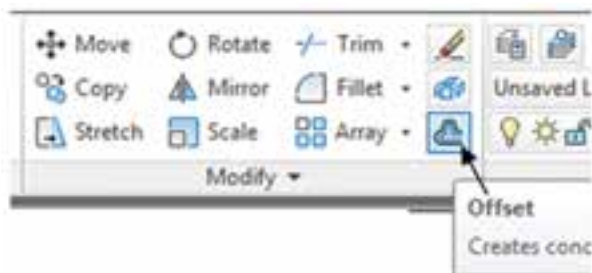 Move Rotate Trim
Copy Mirror Fillet Unsaved L
Stretch Scale Array
Modify
Offset
Creates conc